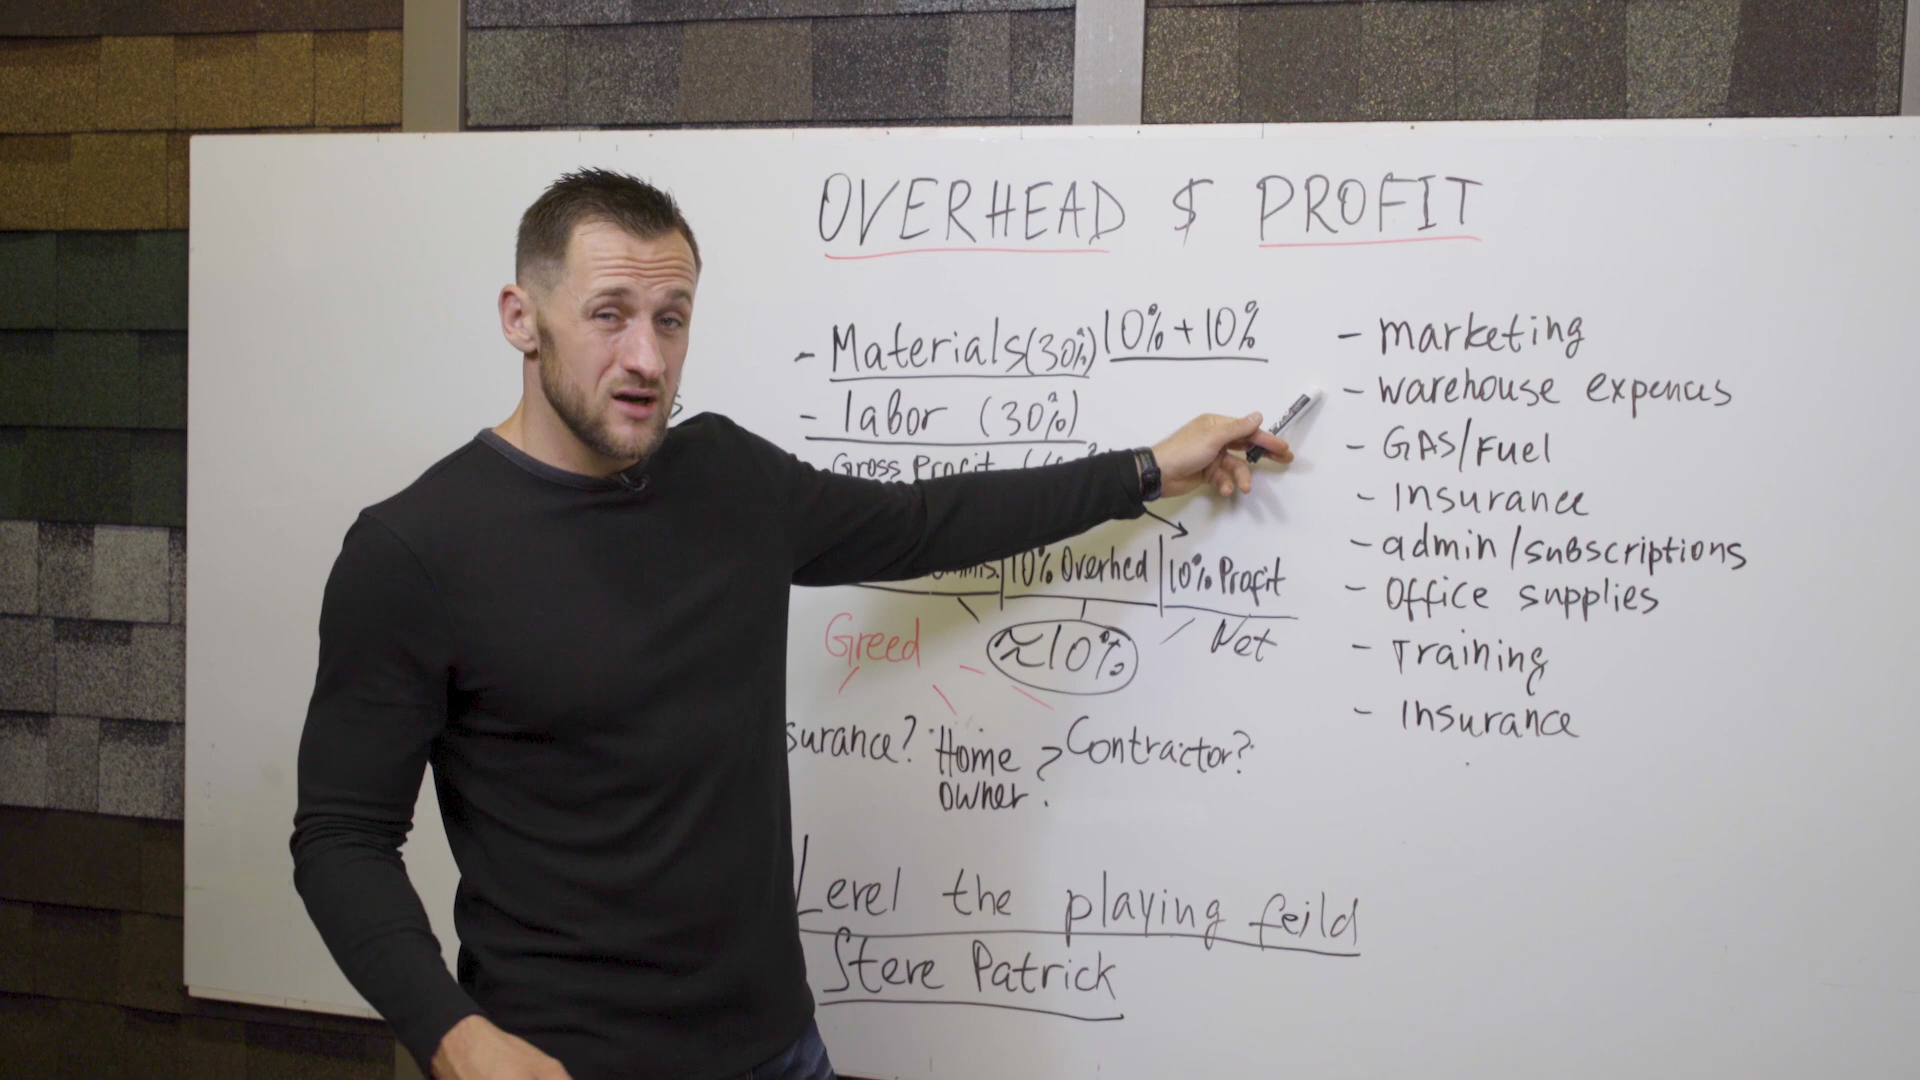 OVERHEAD $ PROFIT
- Materials (30%) 10% + 10%
- labor (30%)
Gross Profit
10% Overhed | 10% Profit
Greed
≈10%
Net
surance? Home Owner? Contractor?
Level the playing feild
Steve Patrick
- marketing
- warehouse expences
- GAS/Fuel
- Insurance
- admin/subscriptions
- Office supplies
- Training
- Insurance